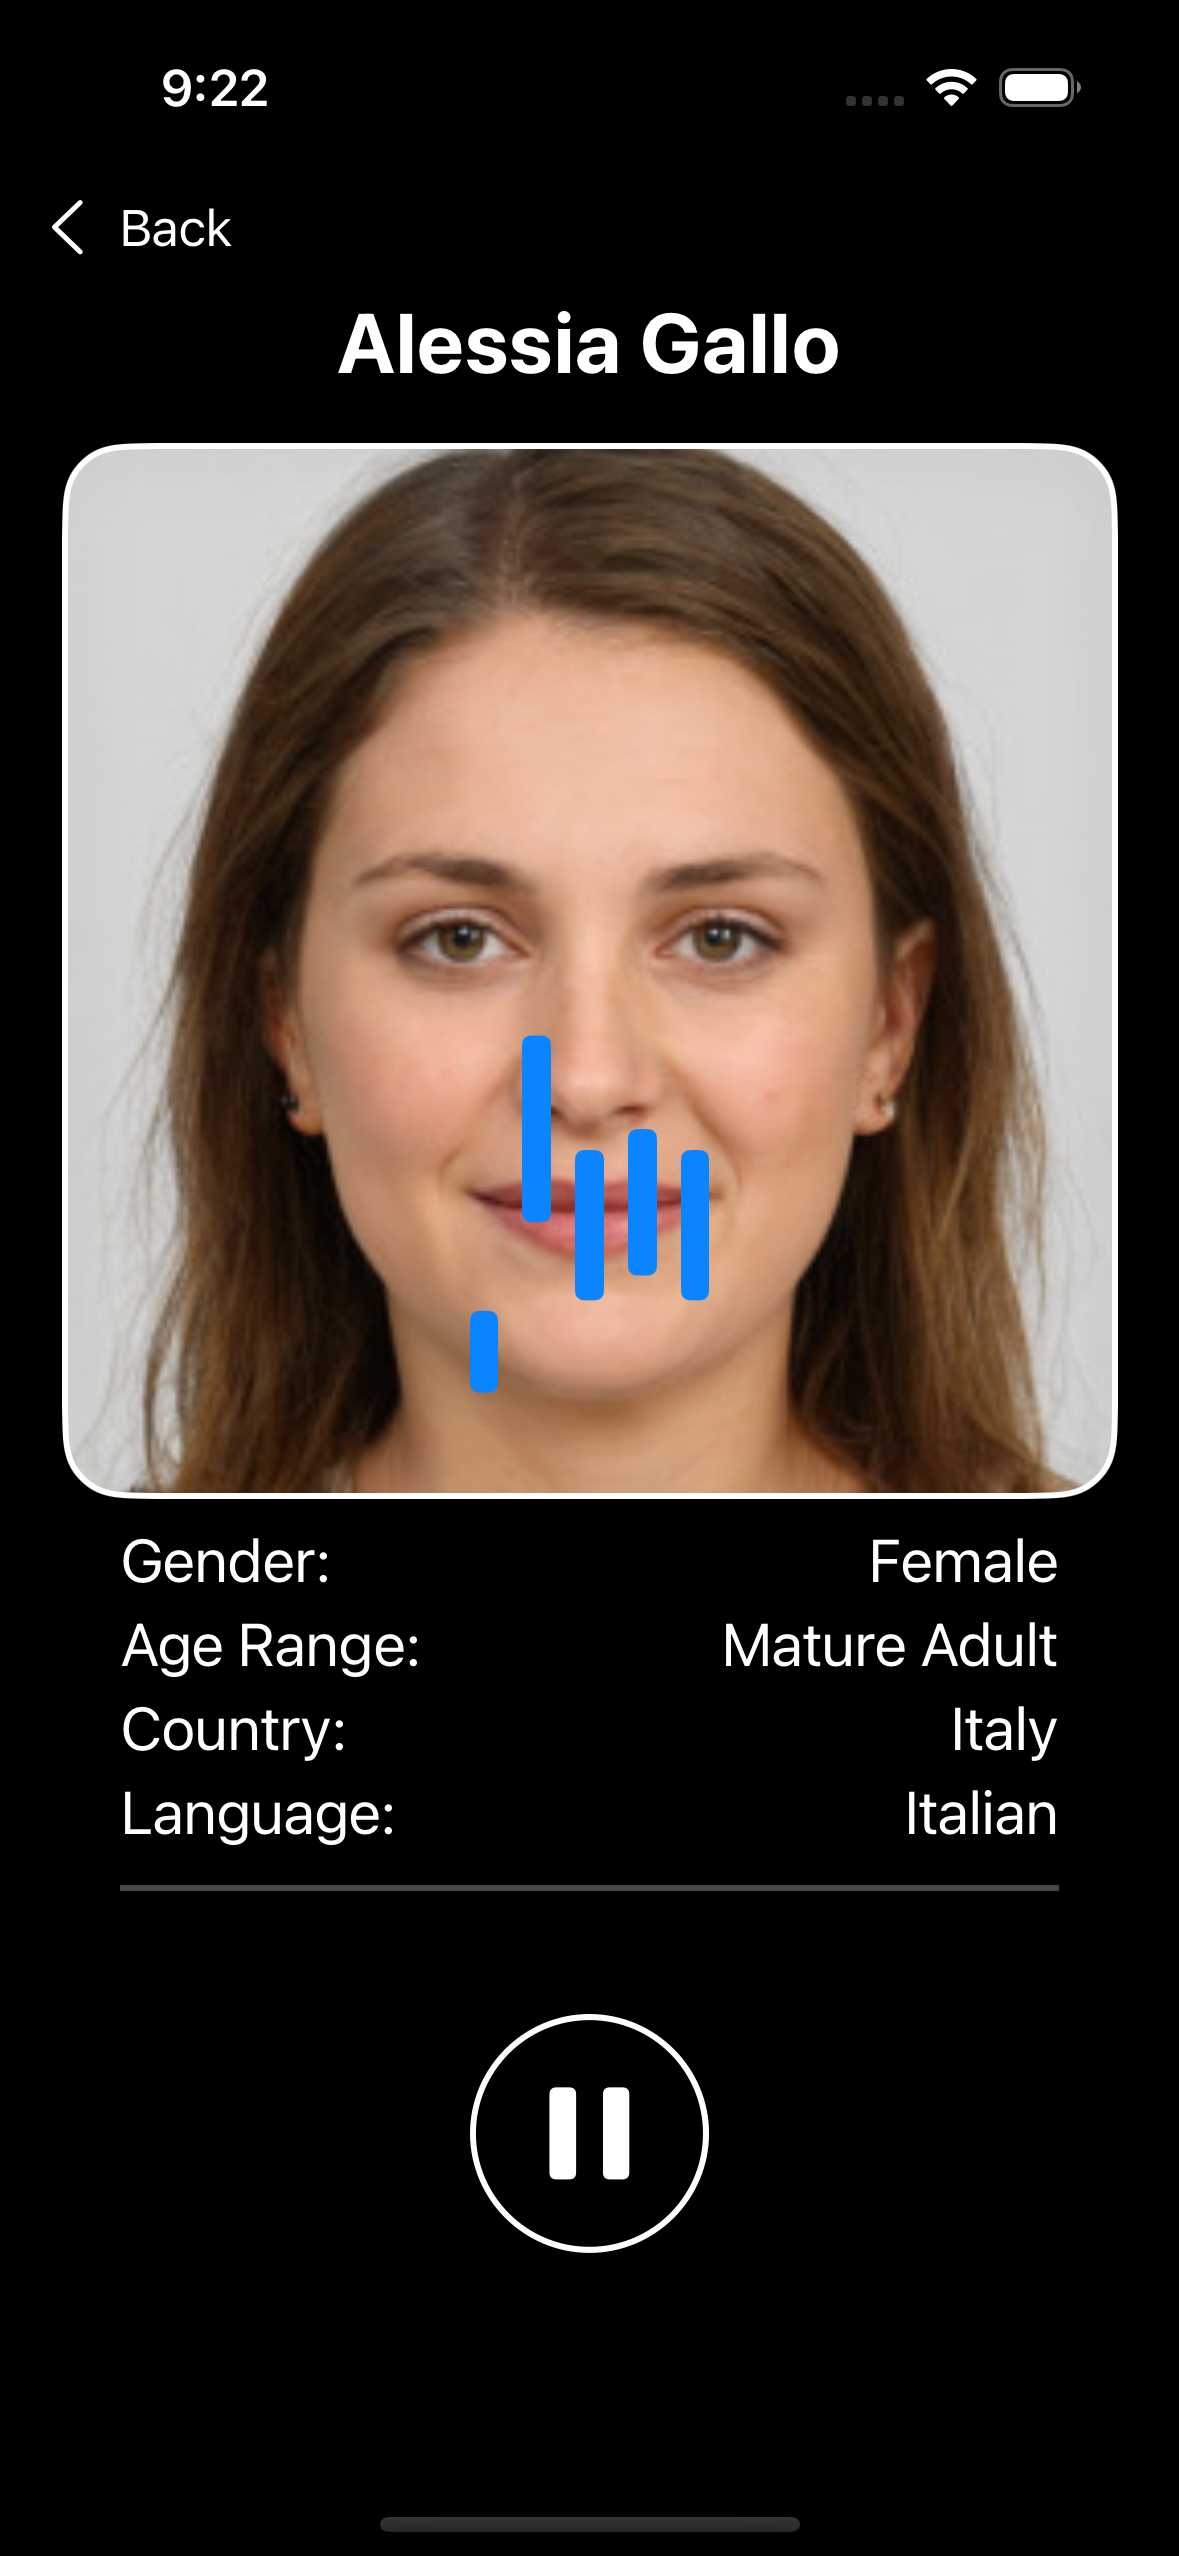 9:22
Back
Alessia Gallo
Gender: Female
Age Range: Mature Adult
Country: Italy
Language: Italian